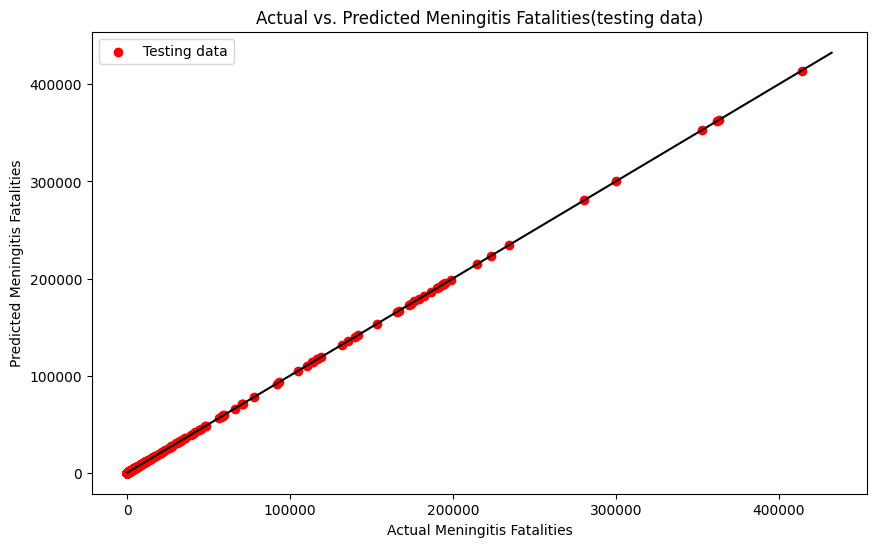 Actual vs. Predicted Meningitis Fatalities(testing data)
Testing data
Predicted Meningitis Fatalities
400000
300000
200000
100000
0
0 100000 200000 300000 400000
Actual Meningitis Fatalities